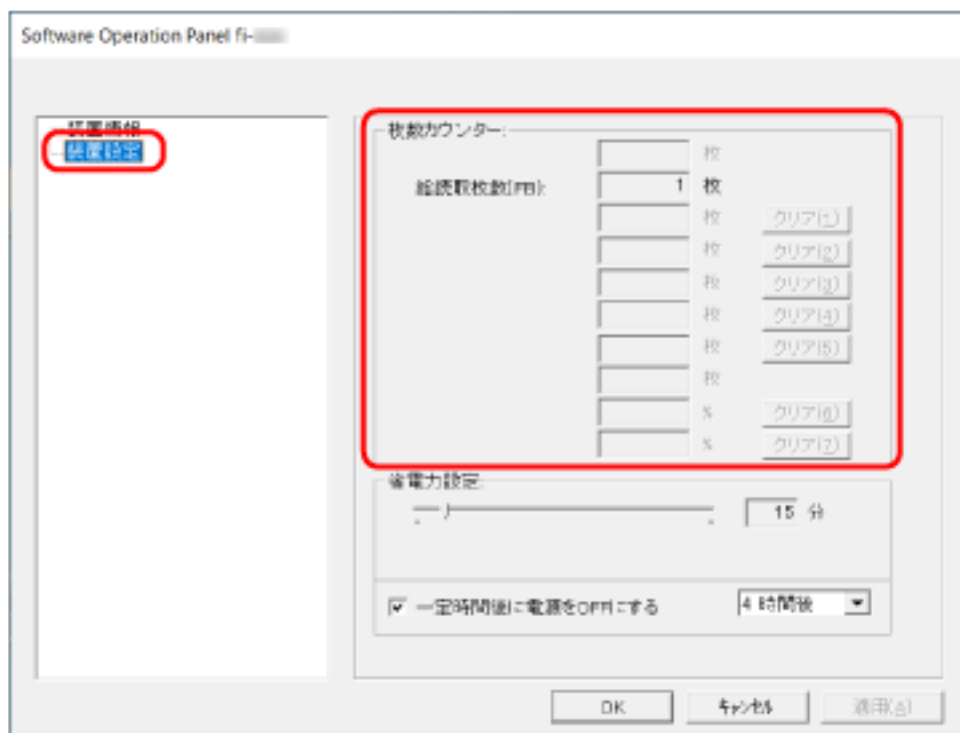 Software Operation Panel fi-
装置情報
装置設定
枚数カウンター:
枚
総読取枚数(FB): 1 枚
枚 クリア(1)
枚 クリア(2)
枚 クリア(3)
枚 クリア(4)
枚 クリア(5)
枚
% クリア(6)
% クリア(7)
省電力設定:
15 分
一定時間後に電源をOFFにする 4 時間後
OK キャンセル 適用(A)